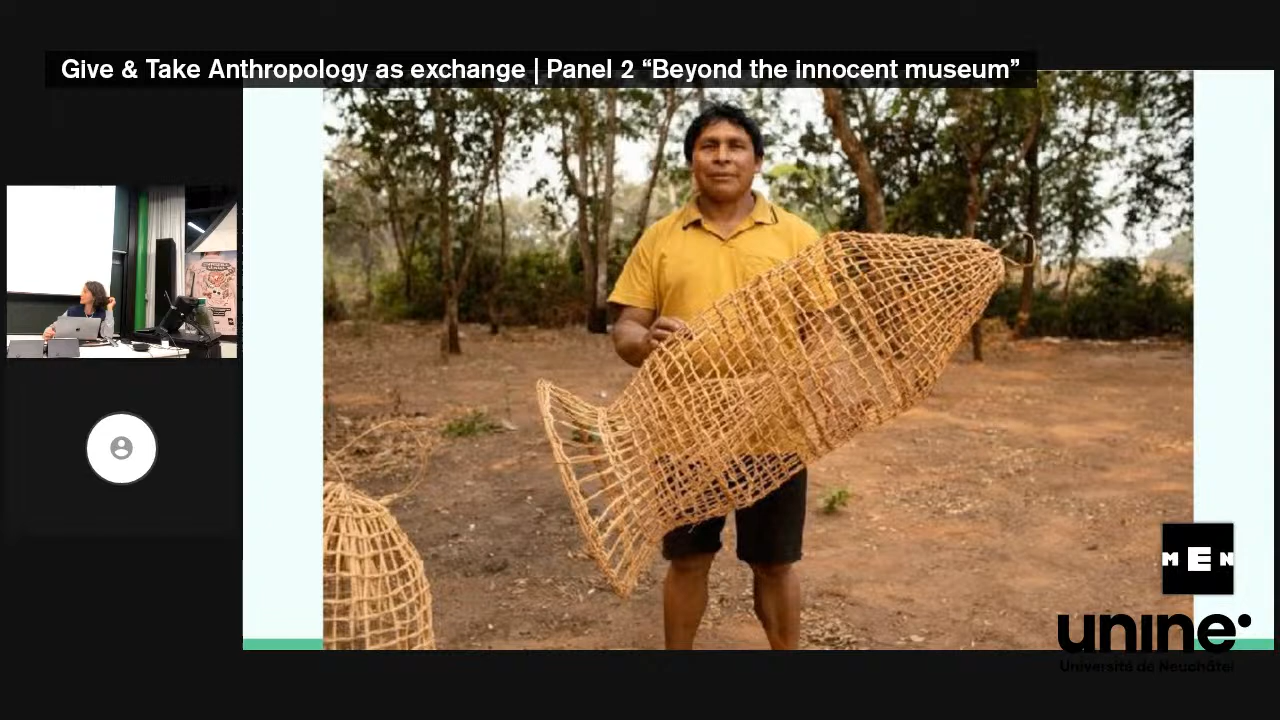 Give & Take Anthropology as exchange | Panel 2 “Beyond the innocent museum”
MEN
unine
Université de Neuchâtel